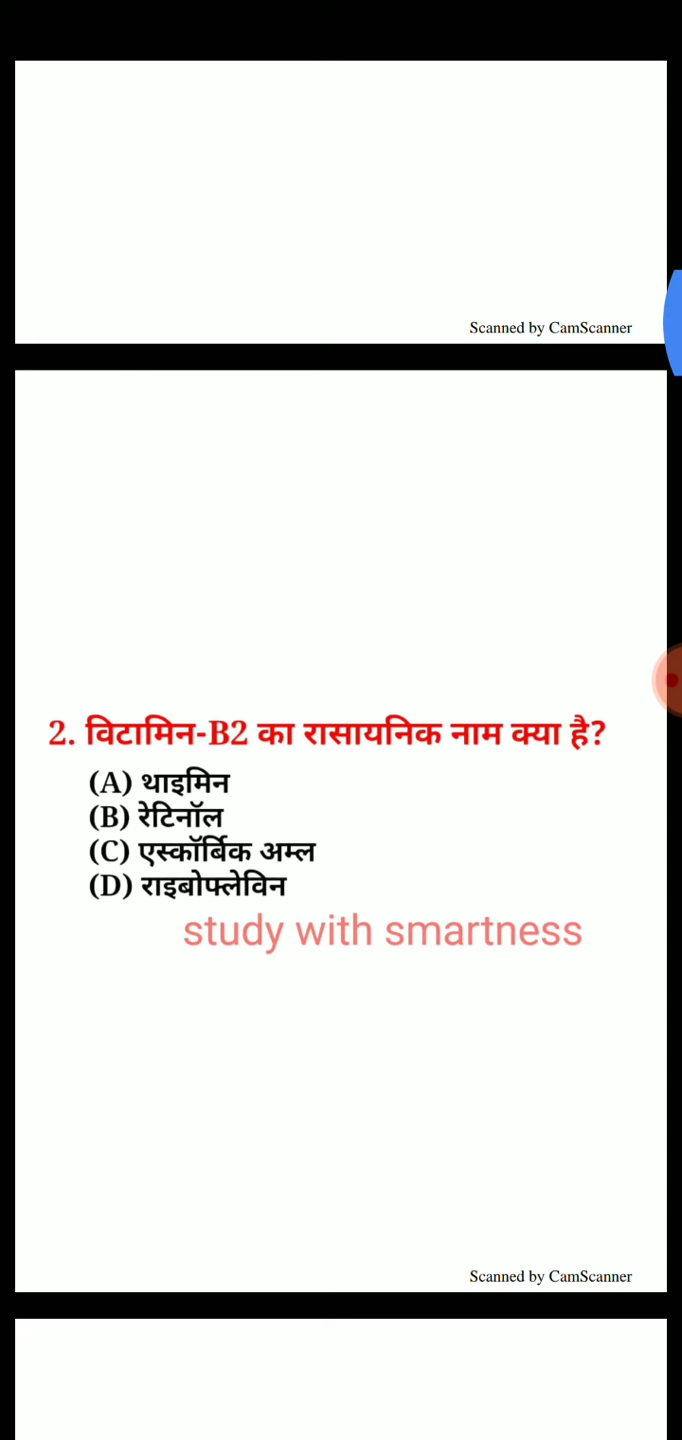 Scanned by CamScanner
2. विटामिन-B2 का रासायनिक नाम क्या है?
(A) थाइमिन
(B) रेटिनॉल
(C) एस्कॉर्बिक अम्ल
(D) राइबोफ्लेविन
study with smartness
Scanned by CamScanner